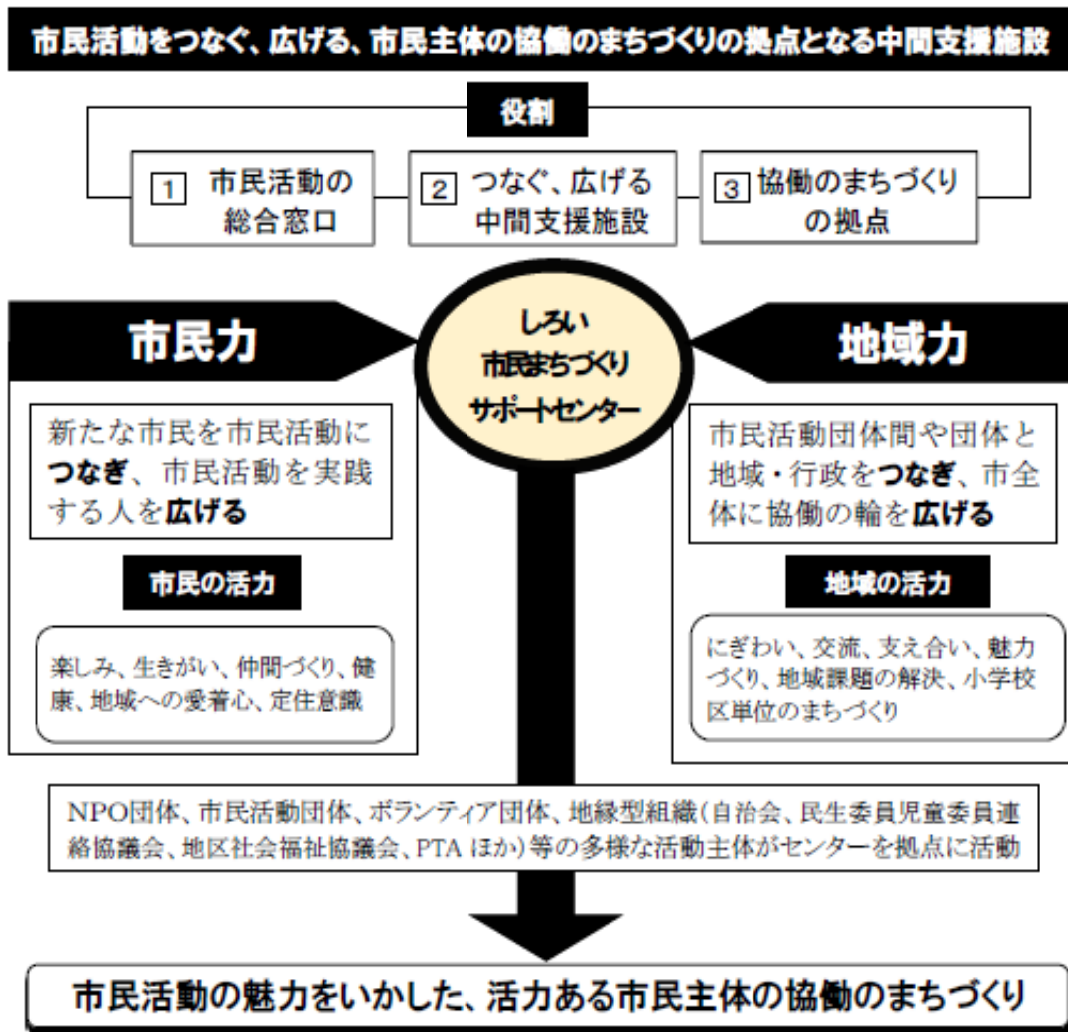 市民活動をつなぐ、広げる、市民主体の協働のまちづくりの拠点となる中間支援施設
役割
1 市民活動の
総合窓口
2 つなぐ、広げる
中間支援施設
3 協働のまちづくり
の拠点
しろい
市民まちづくり
サポートセンター
市民力
新たな市民を市民活動に
つなぎ、市民活動を実践
する人を広げる
市民の活力
楽しみ、生きがい、仲間づくり、健
康、地域への愛着心、定住意識
地域力
市民活動団体間や団体と
地域・行政をつなぎ、市全
体に協働の輪を広げる
地域の活力
にぎわい、交流、支え合い、魅力
づくり、地域課題の解決、小学校
区単位のまちづくり
NPO団体、市民活動団体、ボランティア団体、地縁型組織(自治会、民生委員児童委員連
絡協議会、地区社会福祉協議会、PTA ほか)等の多様な活動主体がセンターを拠点に活動
市民活動の魅力をいかした、活力ある市民主体の協働のまちづくり